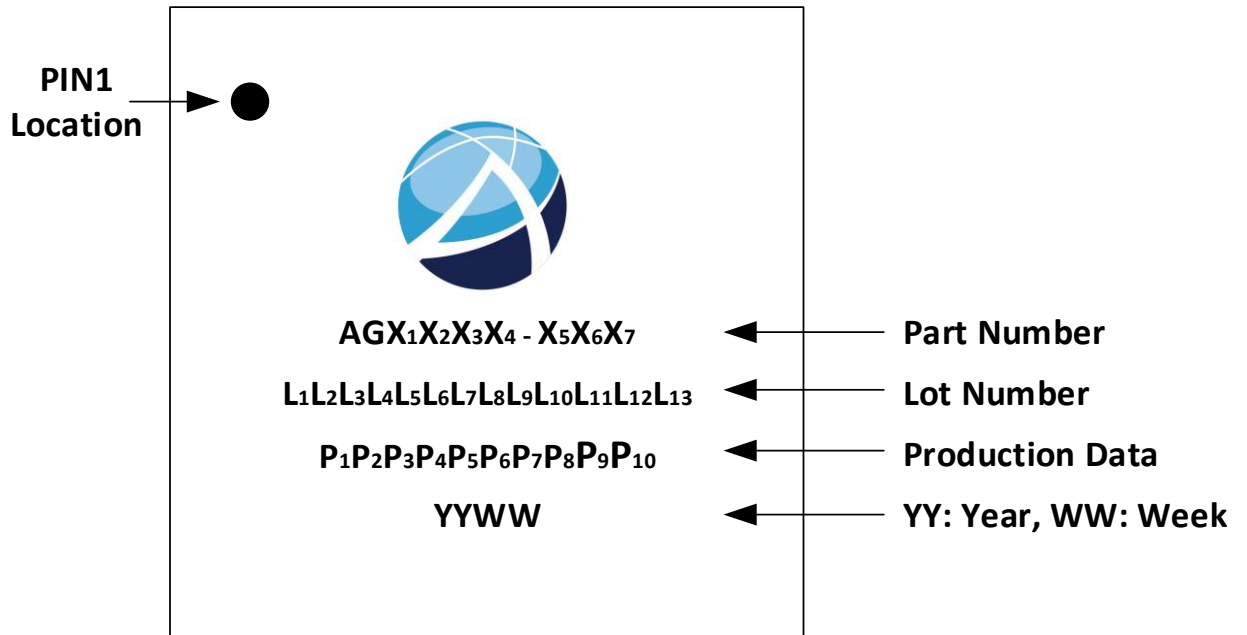 PIN1
Location
AGX₁X₂X₃X₄ - X₅X₆X₇
Part Number
L₁L₂L₃L₄L₅L₆L₇L₈L₉L₁₀L₁₁L₁₂L₁₃
Lot Number
P₁P₂P₃P₄P₅P₆P₇P₈P₉P₁₀
Production Data
YYWW
YY: Year, WW: Week